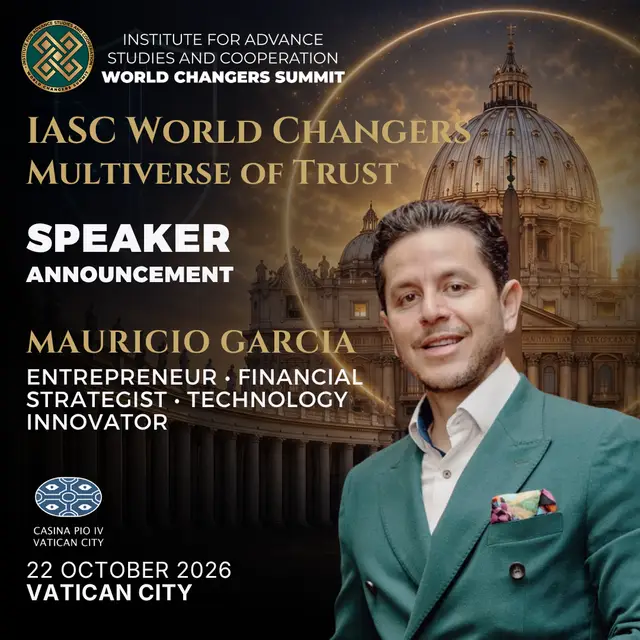 INSTITUTE FOR ADVANCE
STUDIES AND COOPERATION
WORLD CHANGERS SUMMIT
IASC WORLD CHANGERS
MULTIVERSE OF TRUST
SPEAKER
ANNOUNCEMENT
MAURICIO GARCIA
ENTREPRENEUR • FINANCIAL
STRATEGIST • TECHNOLOGY
INNOVATOR
CASINA PIO IV
VATICAN CITY
22 OCTOBER 2026
VATICAN CITY